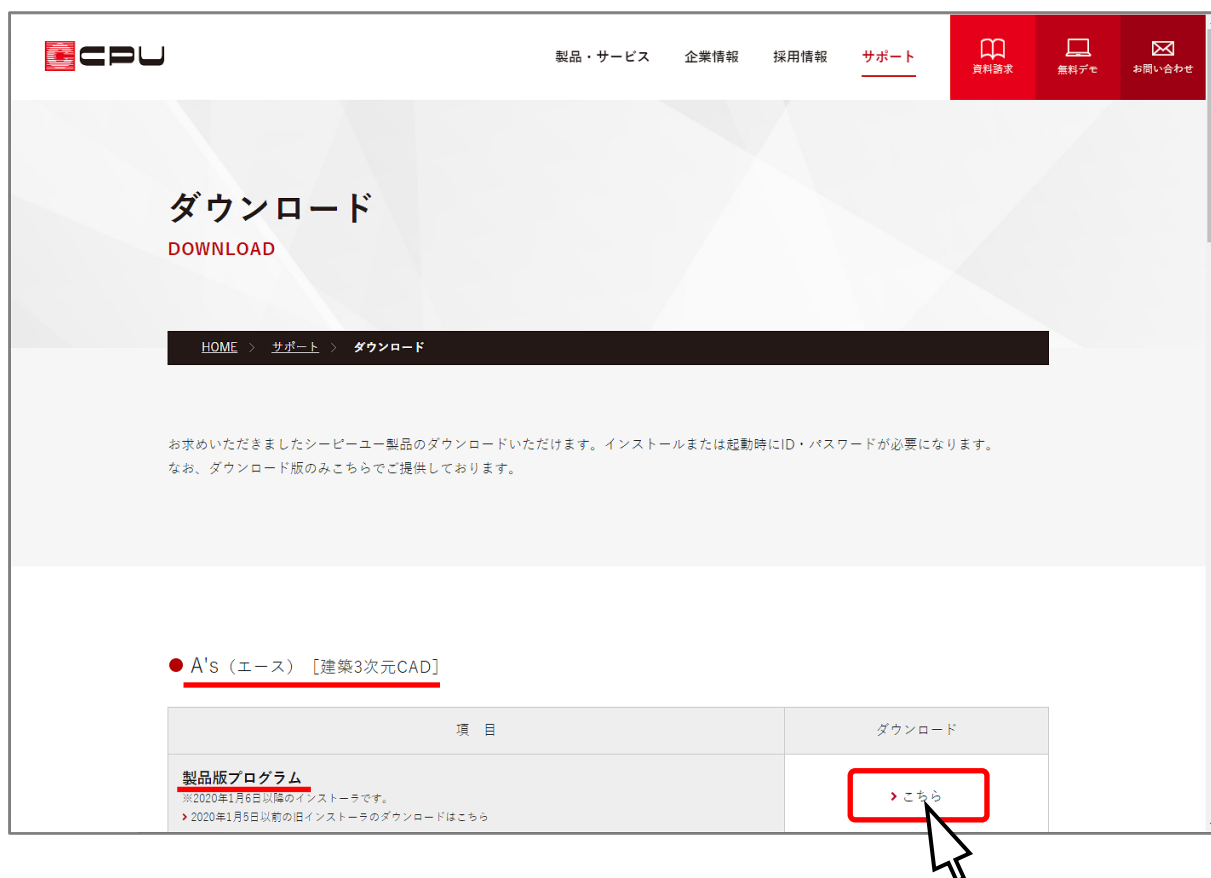 CPU
製品・サービス 企業情報 採用情報 サポート 資料請求 無料デモ お問い合わせ
ダウンロード
DOWNLOAD
HOME > サポート > ダウンロード
お求めいただきましたシーピーユー製品のダウンロードいただけます。インストールまたは起動時にID・パスワードが必要になります。
なお、ダウンロード版のみこちらでご提供しております。
● A's（エース）［建築3次元CAD］
項　目 ダウンロード
製品版プログラム
※2020年1月6日以降のインストーラです。
> 2020年1月5日以前の旧インストーラのダウンロードはこちら
> こちら